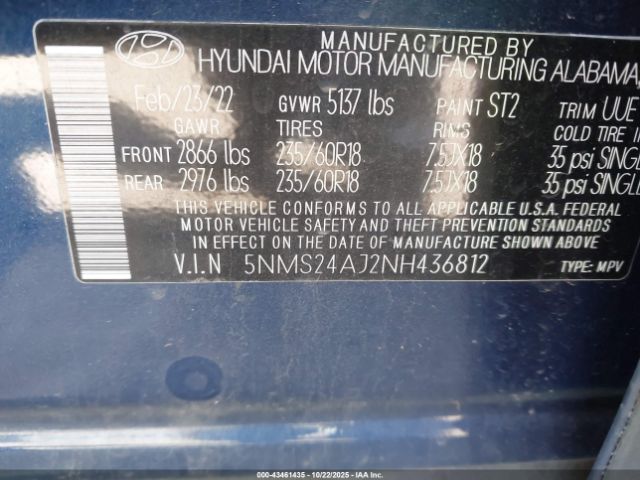 MANUFACTURED BY
HYUNDAI MOTOR MANUFACTURING ALABAMA,
Feb/23/22 GVWR 5137 lbs PAINT ST2 TRIM UUE
GAWR TIRES RIMS COLD TIRE
FRONT 2866 lbs 235/60R18 7.5JX18 35 psi SINGL
REAR 2976 lbs 235/60R18 7.5JX18 35 psi SINGL
THIS VEHICLE CONFORMS TO ALL APPLICABLE U.S.A. FEDERAL
MOTOR VEHICLE SAFETY AND BUMPER STANDARDS
IN EFFECT ON THE DATE OF MANUFACTURE SHOWN ABOVE
V.I.N 5NMS24AJ2NH436812 TYPE: MPV
000-43461435 - 10/22/2025 - COPYRIGHT IAA, LLC.